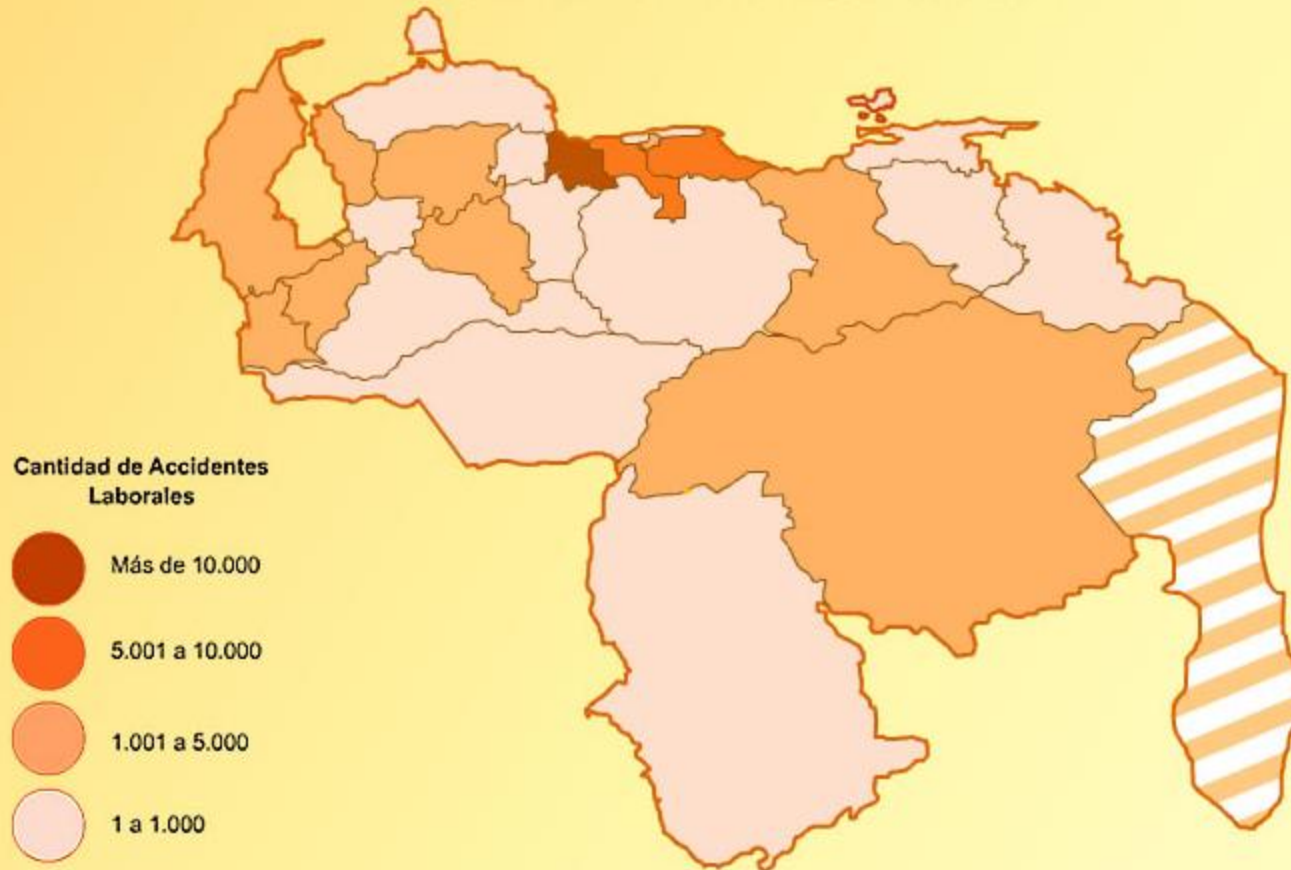 Cantidad de Accidentes
Laborales
Más de 10.000
5.001 a 10.000
1.001 a 5.000
1 a 1.000